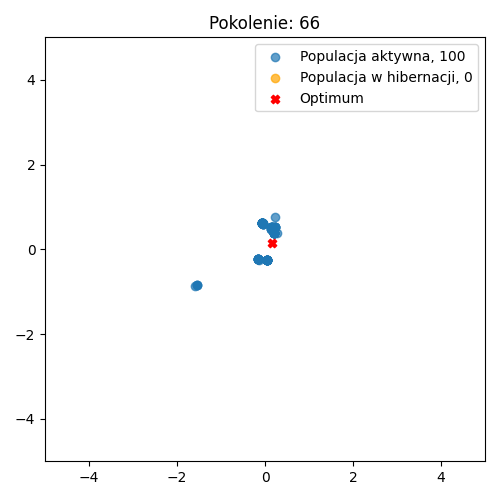 Pokolenie: 66
Populacja aktywna, 100
Populacja w hibernacji, 0
Optimum
4
2
0
−2
−4
−4 −2 0 2 4